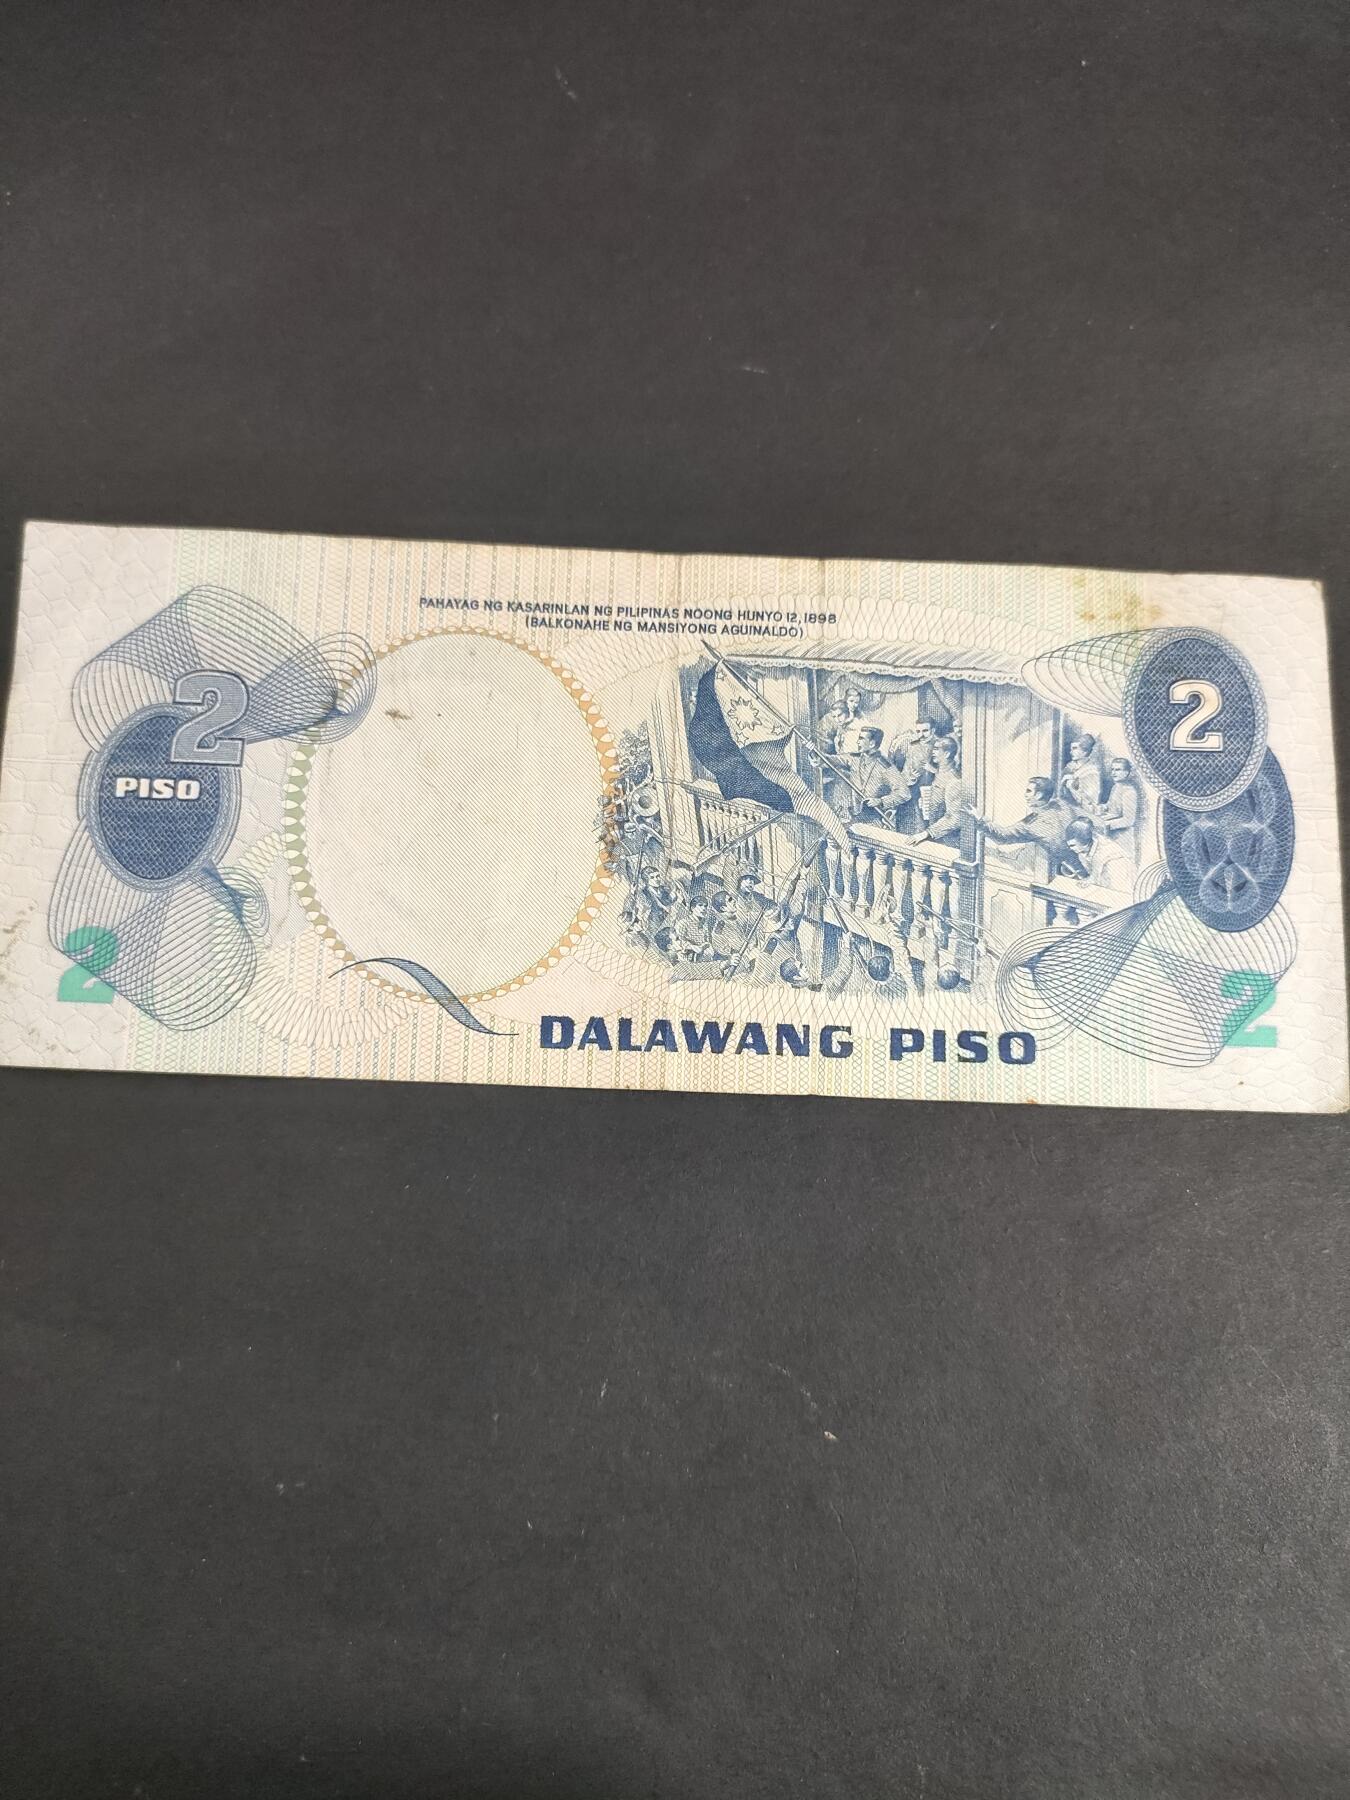 PAHAYAG NG KASARINLAN NG PILIPINAS NOONG HUNYO 12, 1898
(BALKONAHE NG MANSIYONG AGUINALDO)
2
PISO
2
2
2
DALAWANG PISO